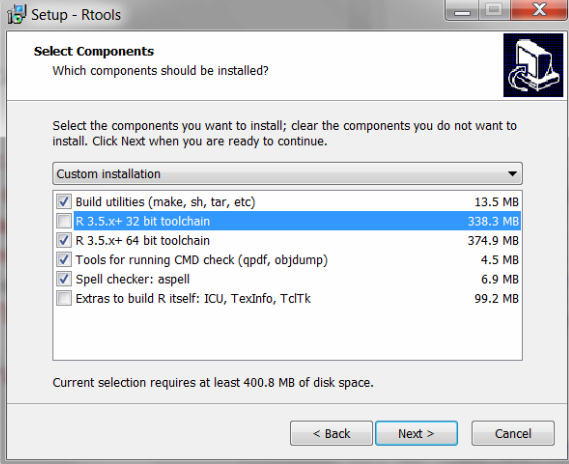 Setup - Rtools
Select Components
Which components should be installed?
Select the components you want to install; clear the components you do not want to
install. Click Next when you are ready to continue.
Custom installation
Build utilities (make, sh, tar, etc) 13.5 MB
R 3.5.x+ 32 bit toolchain 338.3 MB
R 3.5.x+ 64 bit toolchain 374.9 MB
Tools for running CMD check (qpdf, objdump) 4.5 MB
Spell checker: aspell 6.9 MB
Extras to build R itself: ICU, TexInfo, TclTk 99.2 MB
Current selection requires at least 400.8 MB of disk space.
< Back Next > Cancel